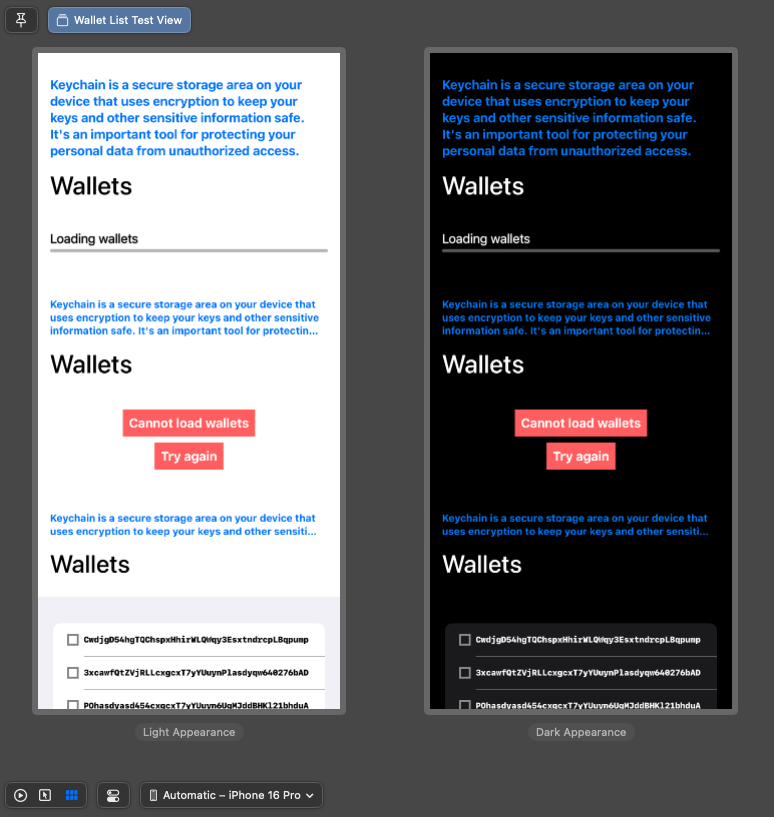 Wallet List Test View
Keychain is a secure storage area on your
device that uses encryption to keep your
keys and other sensitive information safe.
It's an important tool for protecting your
personal data from unauthorized access.
Wallets
Loading wallets
Keychain is a secure storage area on your device that
uses encryption to keep your keys and other sensitive
information safe. It's an important tool for protectin...
Wallets
Cannot load wallets
Try again
Keychain is a secure storage area on your device that
uses encryption to keep your keys and other sensiti...
Wallets
CwdjgD54hgTQChspxHhirWLQWqy3EsxtndrcpLBqpump
3xcawfQtZVjRLLcxgcxT7yYUuynPlasdyqw640276bAD
POhasdyasd454cxgcxT7yYUuyn6UqMJddBHKl21bhduA
Light Appearance
Keychain is a secure storage area on your
device that uses encryption to keep your
keys and other sensitive information safe.
It's an important tool for protecting your
personal data from unauthorized access.
Wallets
Loading wallets
Keychain is a secure storage area on your device that
uses encryption to keep your keys and other sensitive
information safe. It's an important tool for protectin...
Wallets
Cannot load wallets
Try again
Keychain is a secure storage area on your device that
uses encryption to keep your keys and other sensiti...
Wallets
CwdjgD54hgTQChspxHhirWLQWqy3EsxtndrcpLBqpump
3xcawfQtZVjRLLcxgcxT7yYUuynPlasdyqw640276bAD
POhasdyasd454cxgcxT7yYUuyn6UqMJddBHKl21bhduA
Dark Appearance
Automatic – iPhone 16 Pro